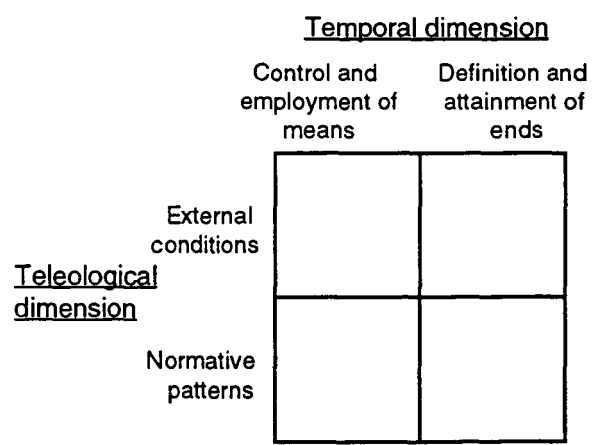 Temporal dimension
Control and
employment of
means
Definition and
attainment of
ends
External
conditions
Teleological
dimension
Normative
patterns